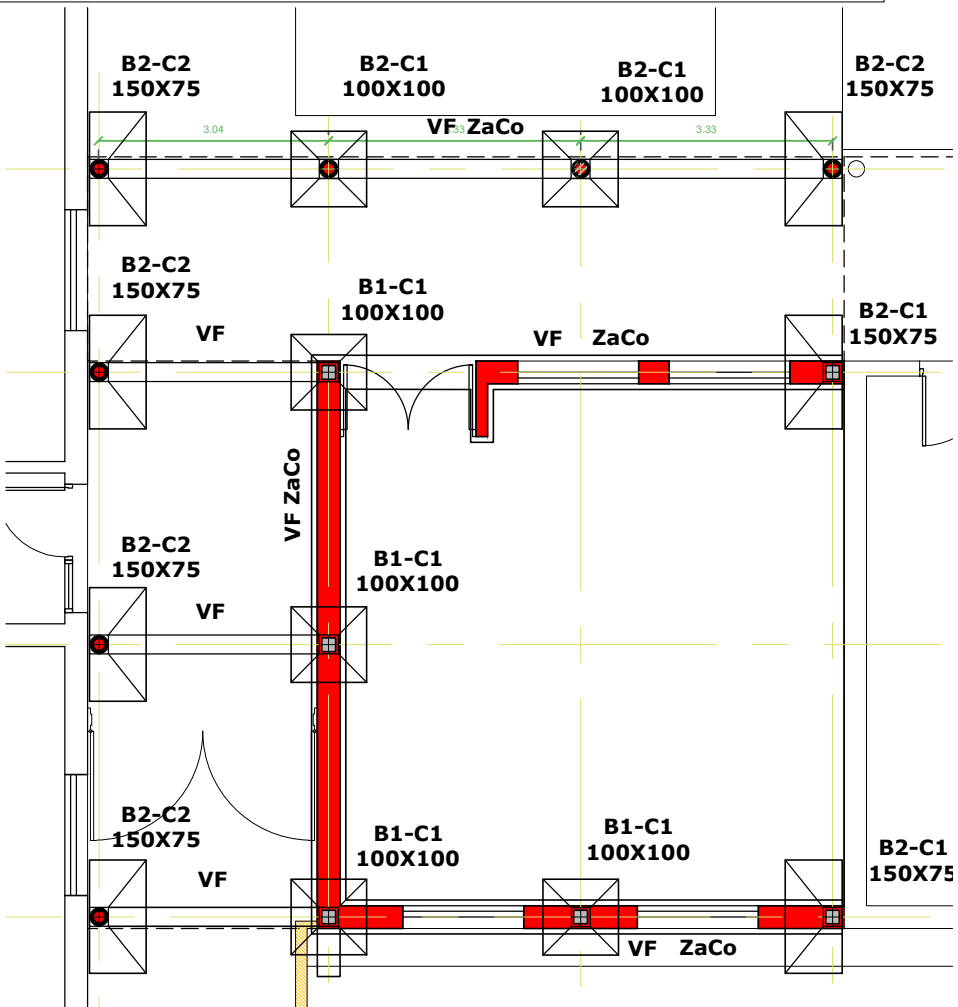 B2-C2
150X75
B2-C1
100X100
B2-C1
100X100
B2-C2
150X75
3.04
VF ZaCo
3.33
B2-C2
150X75
B1-C1
100X100
B2-C1
150X75
VF
VF ZaCo
VF ZaCo
B2-C2
150X75
B1-C1
100X100
VF
B2-C2
150X75
B1-C1
100X100
B1-C1
100X100
B2-C1
150X75
VF
VF ZaCo